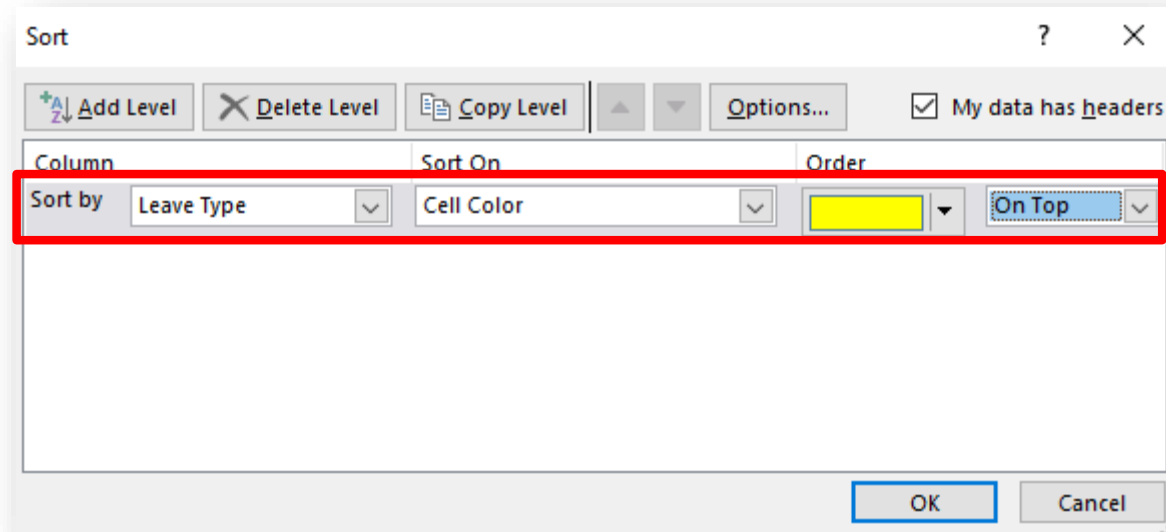 Sort ?
Add Level Delete Level Copy Level Options... My data has headers
Column Sort On Order
Sort by Leave Type Cell Color On Top
OK Cancel